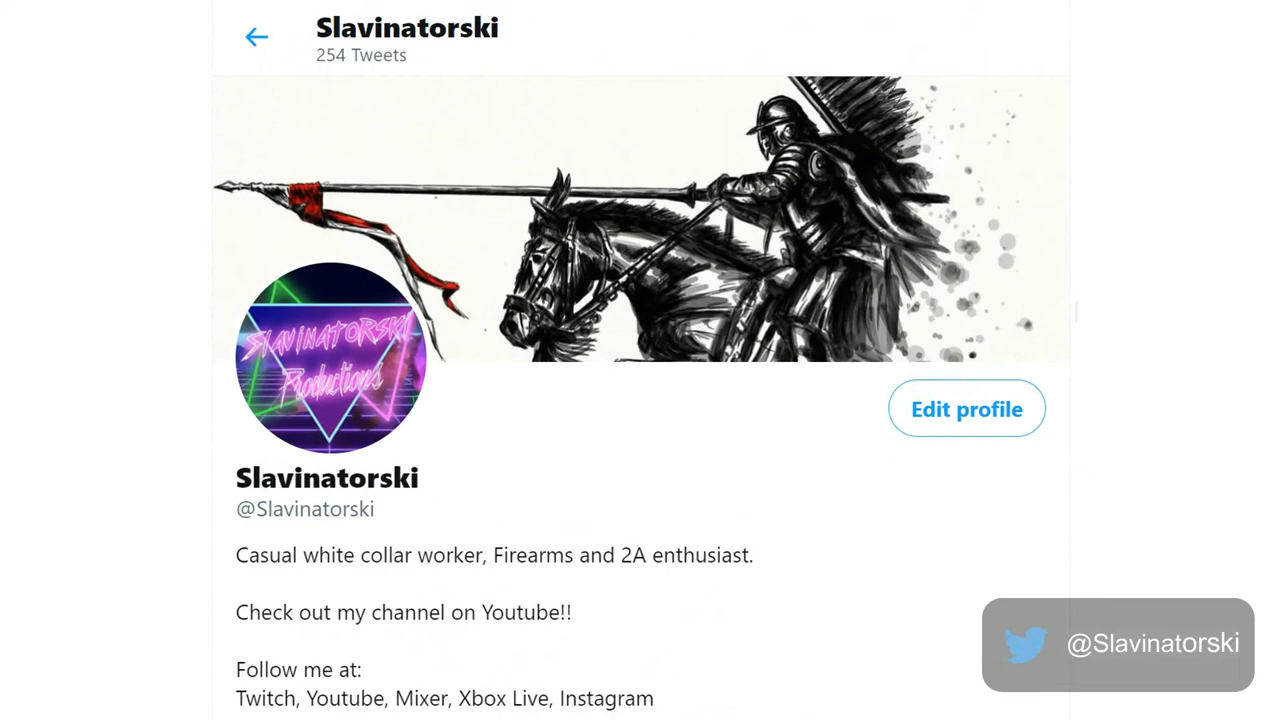 Slavinatorski
254 Tweets
SLAVINATORSKI
Productions
Edit profile
Slavinatorski
@Slavinatorski
Casual white collar worker, Firearms and 2A enthusiast.
Check out my channel on Youtube!!
Follow me at:
Twitch, Youtube, Mixer, Xbox Live, Instagram
@Slavinatorski